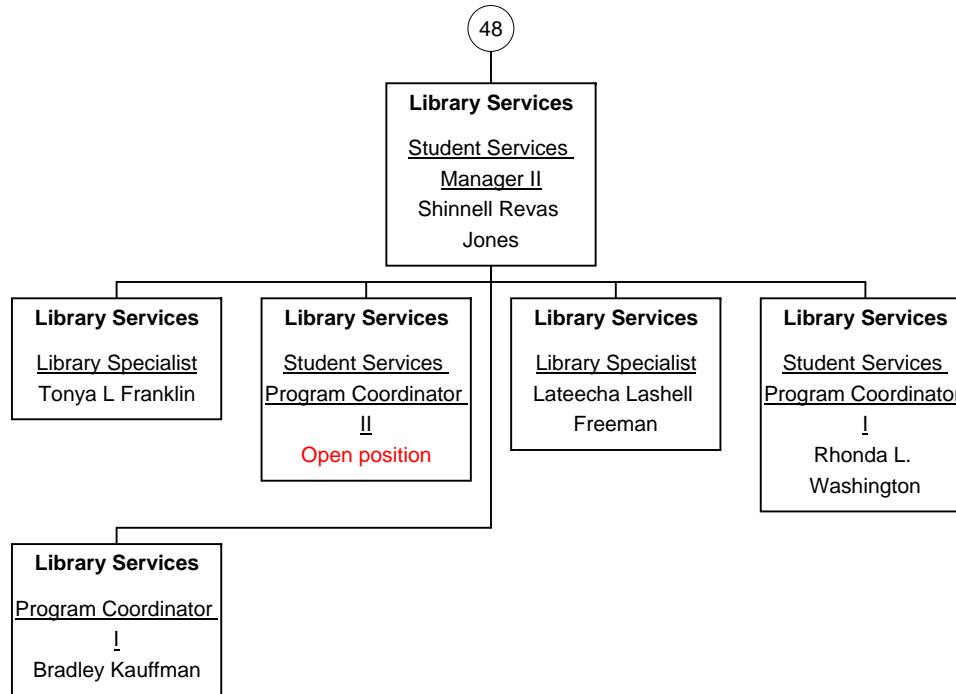 48
Library Services
Student Services
Manager II
Shinnell Revas
Jones
Library Services
Library Specialist
Tonya L Franklin
Library Services
Student Services
Program Coordinator
II
Open position
Library Services
Library Specialist
Lateecha Lashell
Freeman
Library Services
Student Services
Program Coordinator
I
Rhonda L.
Washington
Library Services
Program Coordinator
I
Bradley Kauffman